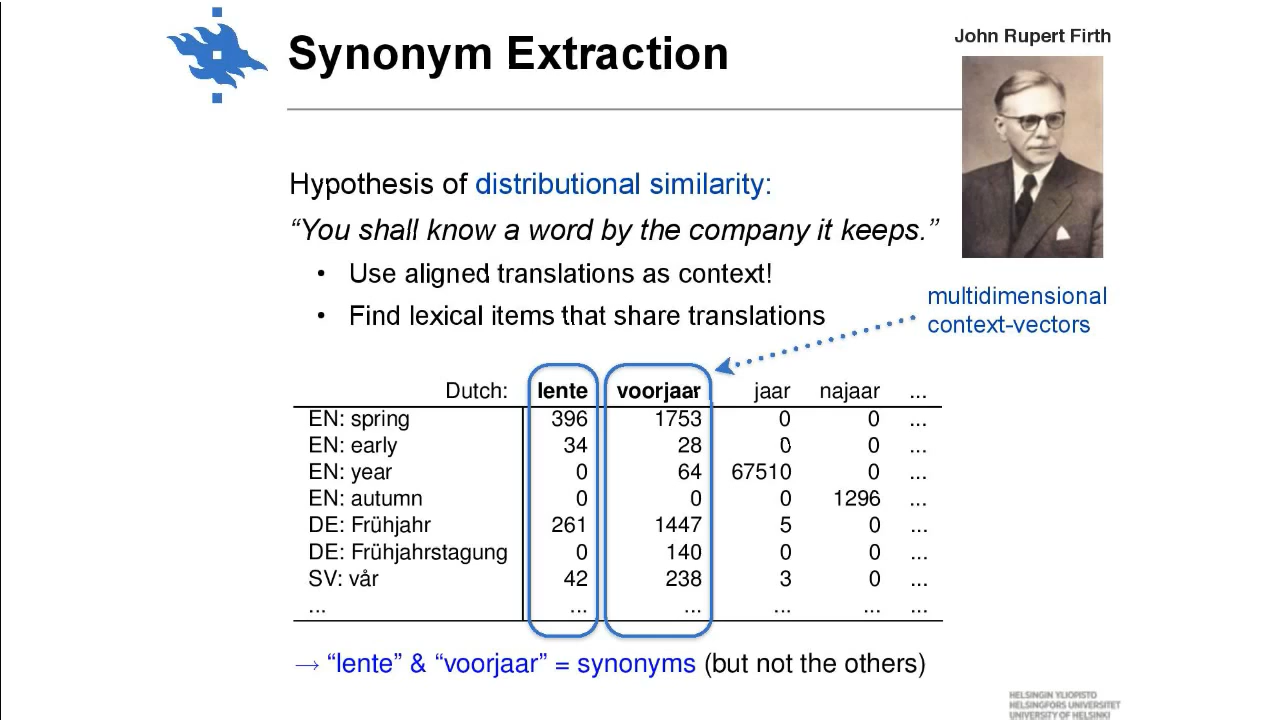 Synonym Extraction
John Rupert Firth
Hypothesis of distributional similarity:
“You shall know a word by the company it keeps.”
• Use aligned translations as context!
• Find lexical items that share translations
multidimensional
context-vectors
Dutch: lente voorjaar jaar najaar ...
EN: spring 396 1753 0 0 ...
EN: early 34 28 0 0 ...
EN: year 0 64 67510 0 ...
EN: autumn 0 0 0 1296 ...
DE: Frühjahr 261 1447 5 0 ...
DE: Frühjahrstagung 0 140 0 0 ...
SV: vår 42 238 3 0 ...
... ... ... ... ... ...
→ “lente” & “voorjaar” = synonyms (but not the others)
HELSINGIN YLIOPISTO
HELSINGFORS UNIVERSITET
UNIVERSITY OF HELSINKI